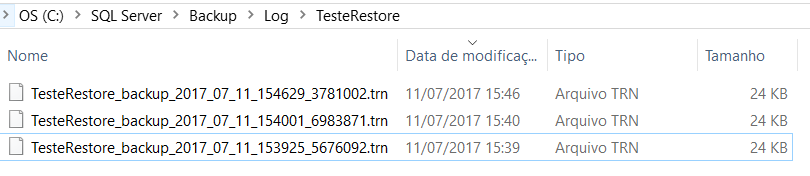 OS (C:) > SQL Server > Backup > Log > TesteRestore
Nome Data de modificaç... Tipo Tamanho
TesteRestore_backup_2017_07_11_154629_3781002.trn 11/07/2017 15:46 Arquivo TRN 24 KB
TesteRestore_backup_2017_07_11_154001_6983871.trn 11/07/2017 15:40 Arquivo TRN 24 KB
TesteRestore_backup_2017_07_11_153925_5676092.trn 11/07/2017 15:39 Arquivo TRN 24 KB